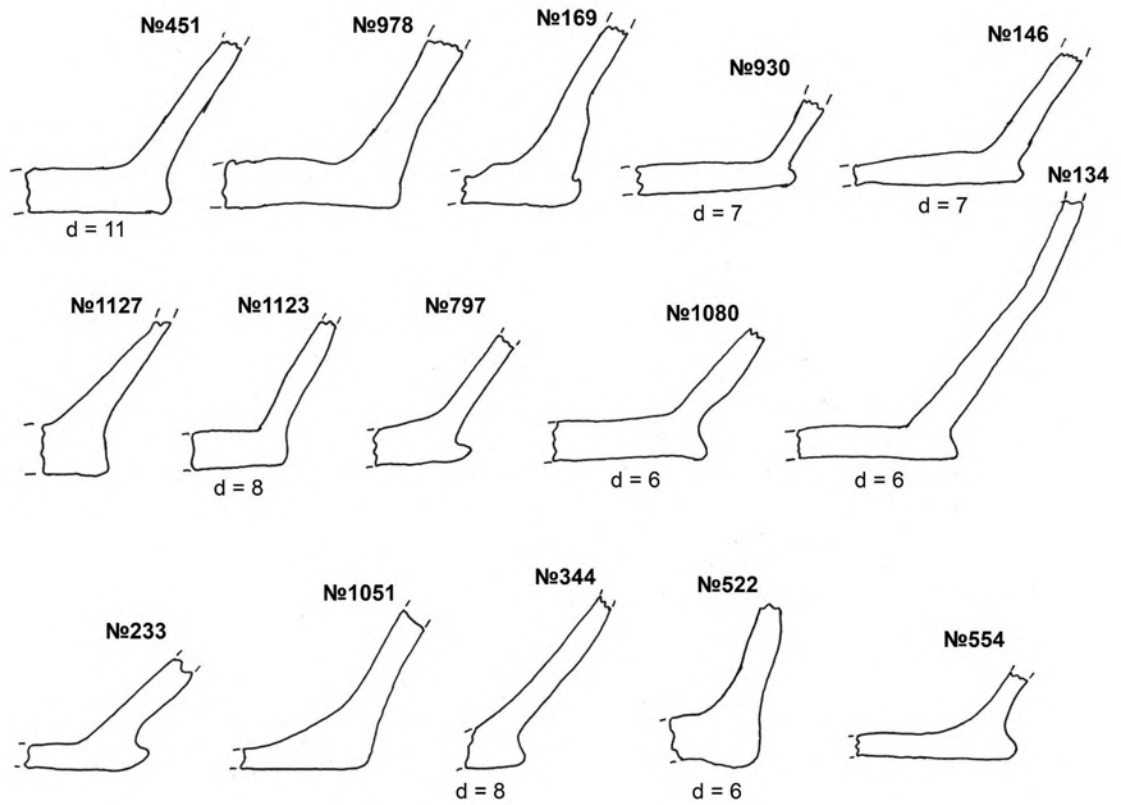 №451
№978
№169
№930
№146
d = 11
d = 7
d = 7
№134
№1127
№1123
№797
№1080
d = 8
d = 6
d = 6
№233
№1051
№344
№522
№554
d = 8
d = 6